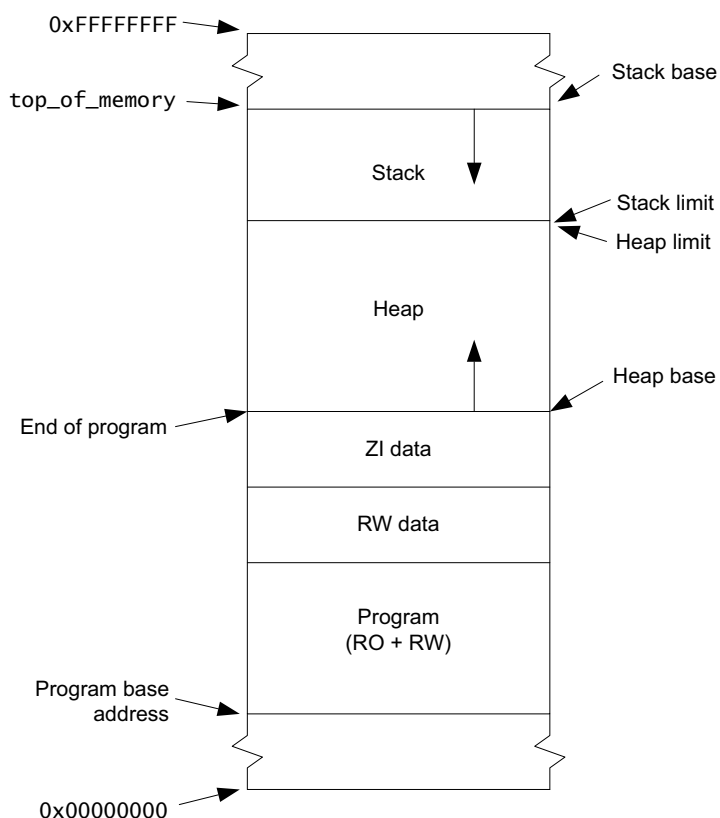 0xFFFFFFFF
Stack base
top_of_memory
Stack
Stack limit
Heap limit
Heap
Heap base
End of program
ZI data
RW data
Program
(RO + RW)
Program base
address
0x00000000